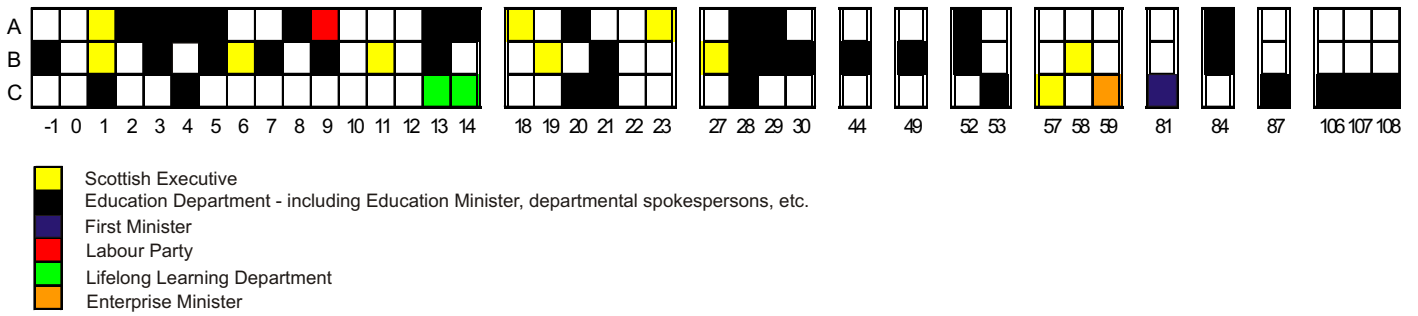 A
B
C
-1 0 1 2 3 4 5 6 7 8 9 10 11 12 13 14 18 19 20 21 22 23 27 28 29 30 44 49 52 53 57 58 59 81 84 87 106 107 108
Scottish Executive
Education Department - including Education Minister, departmental spokespersons, etc.
First Minister
Labour Party
Lifelong Learning Department
Enterprise Minister